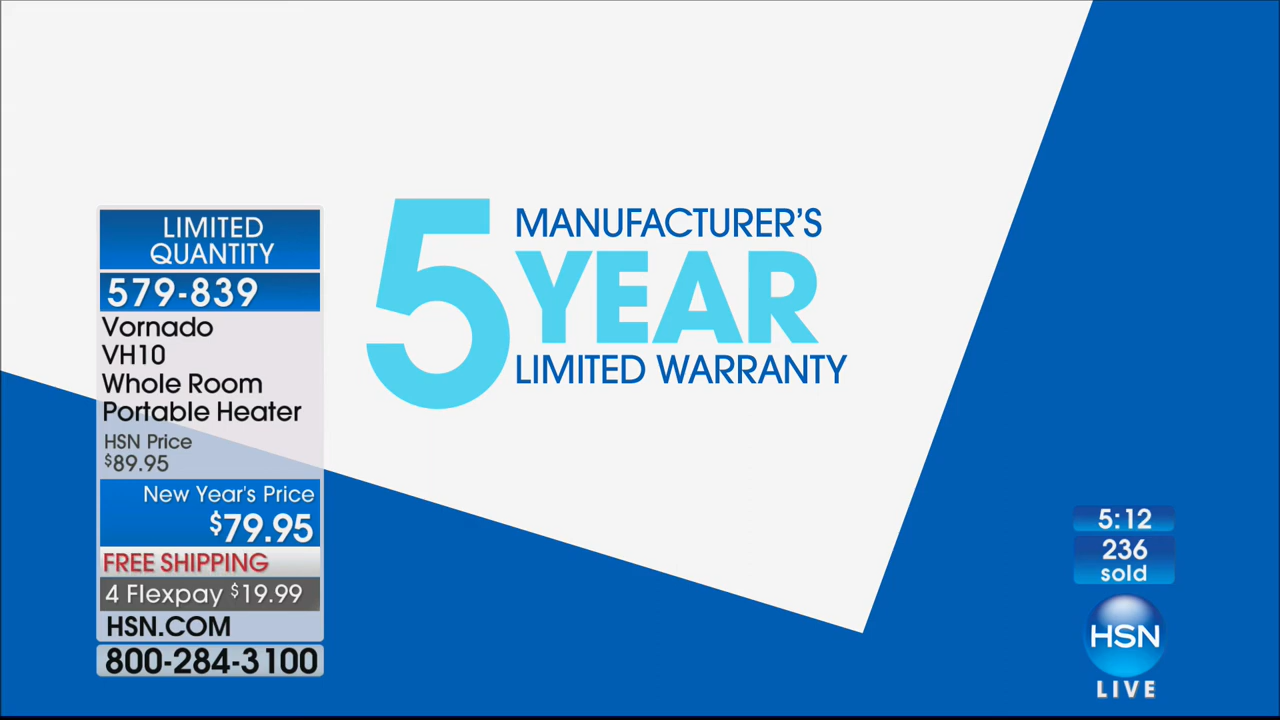 LIMITED
QUANTITY
579-839
Vornado
VH10
Whole Room
Portable Heater
HSN Price
$89.95
New Year's Price
$79.95
FREE SHIPPING
4 Flexpay $19.99
HSN.COM
800-284-3100
5
MANUFACTURER'S
YEAR
LIMITED WARRANTY
5:12
236
sold
HSN
LIVE